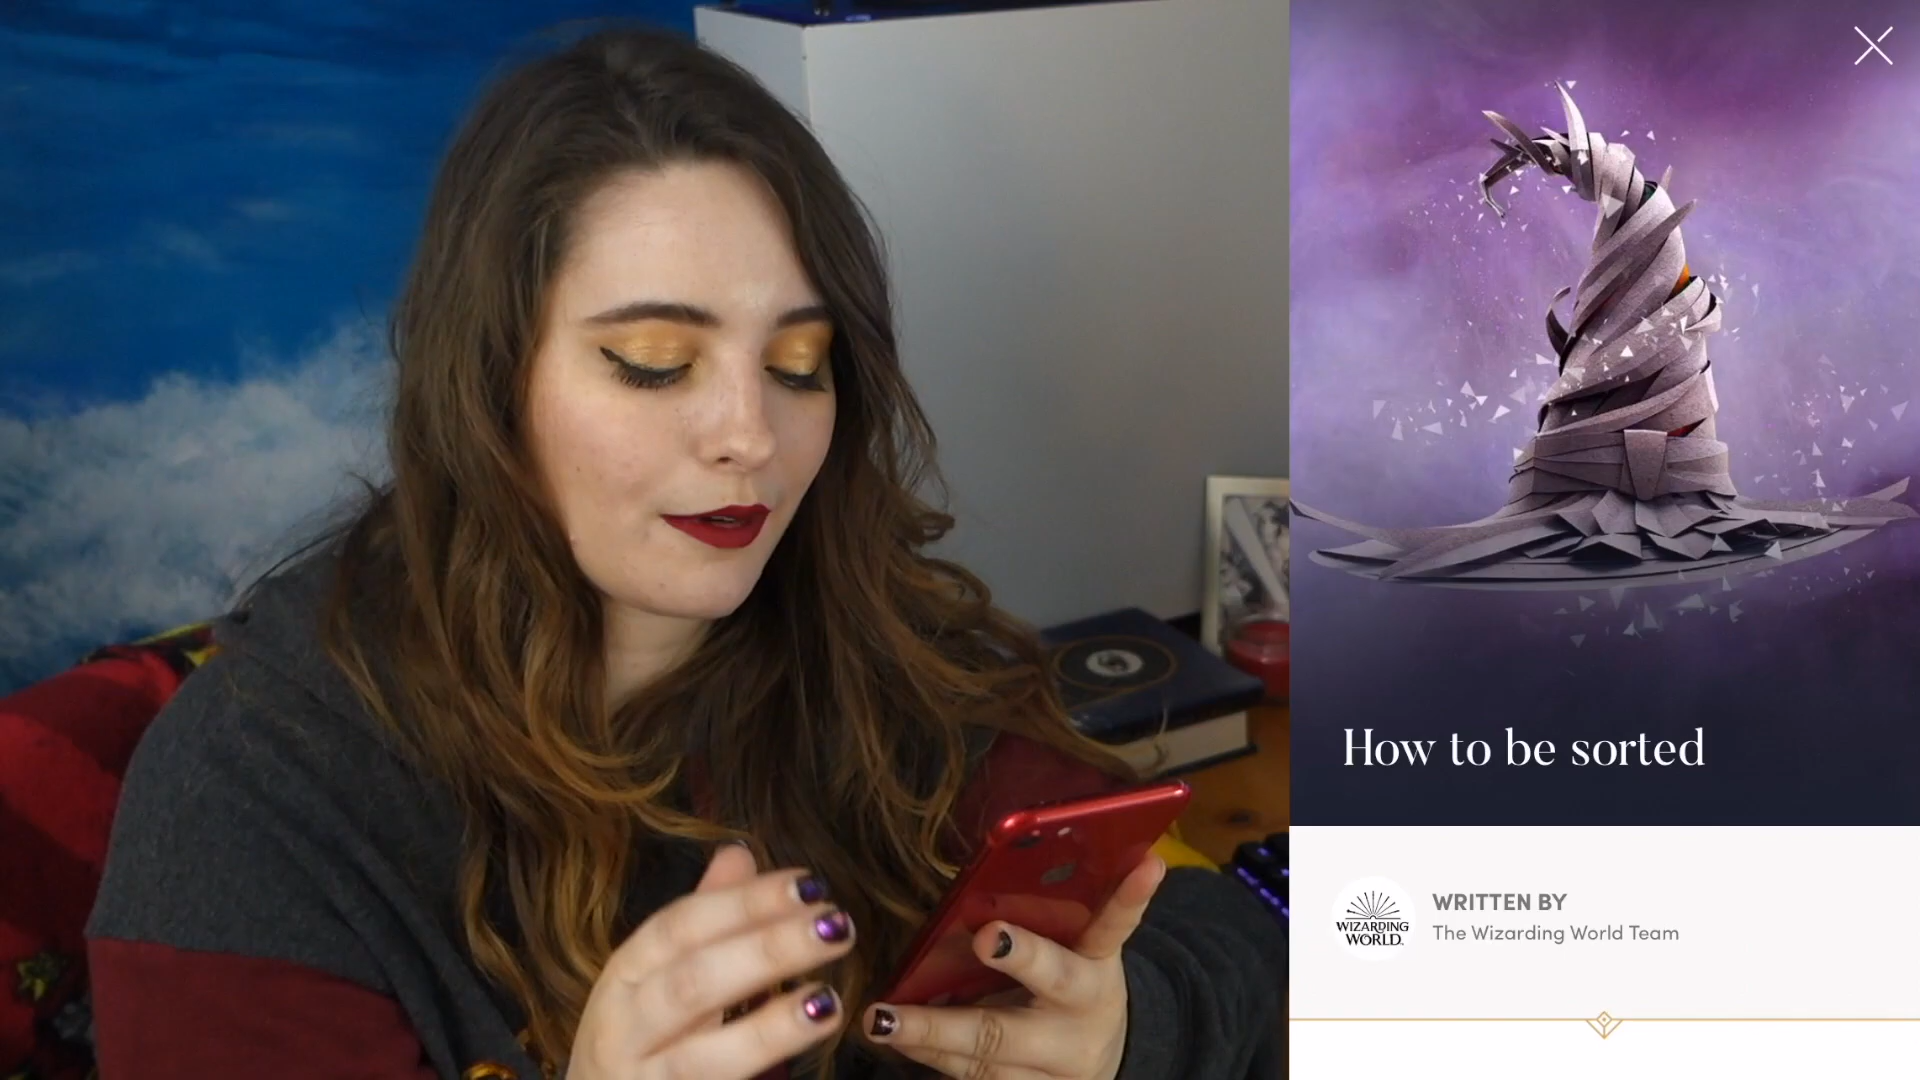 How to be sorted
WRITTEN BY
The Wizarding World Team
WIZARDING
WORLD.